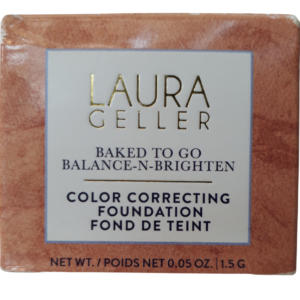 LAURA
GELLER
BAKED TO GO
BALANCE-N-BRIGHTEN
COLOR CORRECTING
FOUNDATION
FOND DE TEINT
NET WT. / POIDS NET 0.05 OZ. | 1.5 G